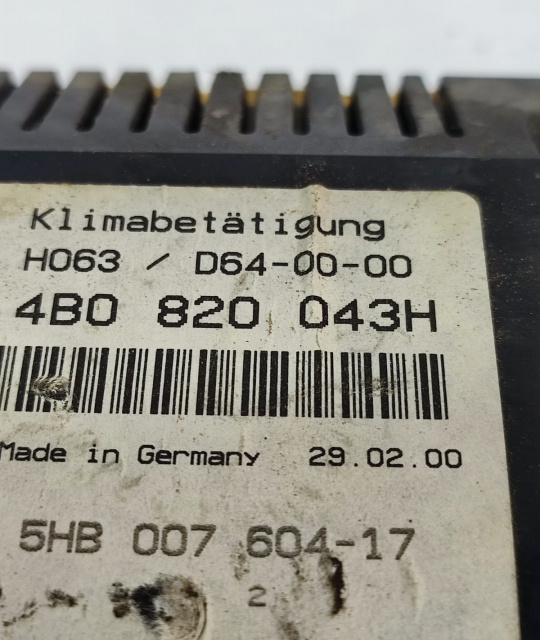 Klimabetätigung
H063 / D64-00-00
4B0 820 043H
Made in Germany 29.02.00
5HB 007 604-17
2